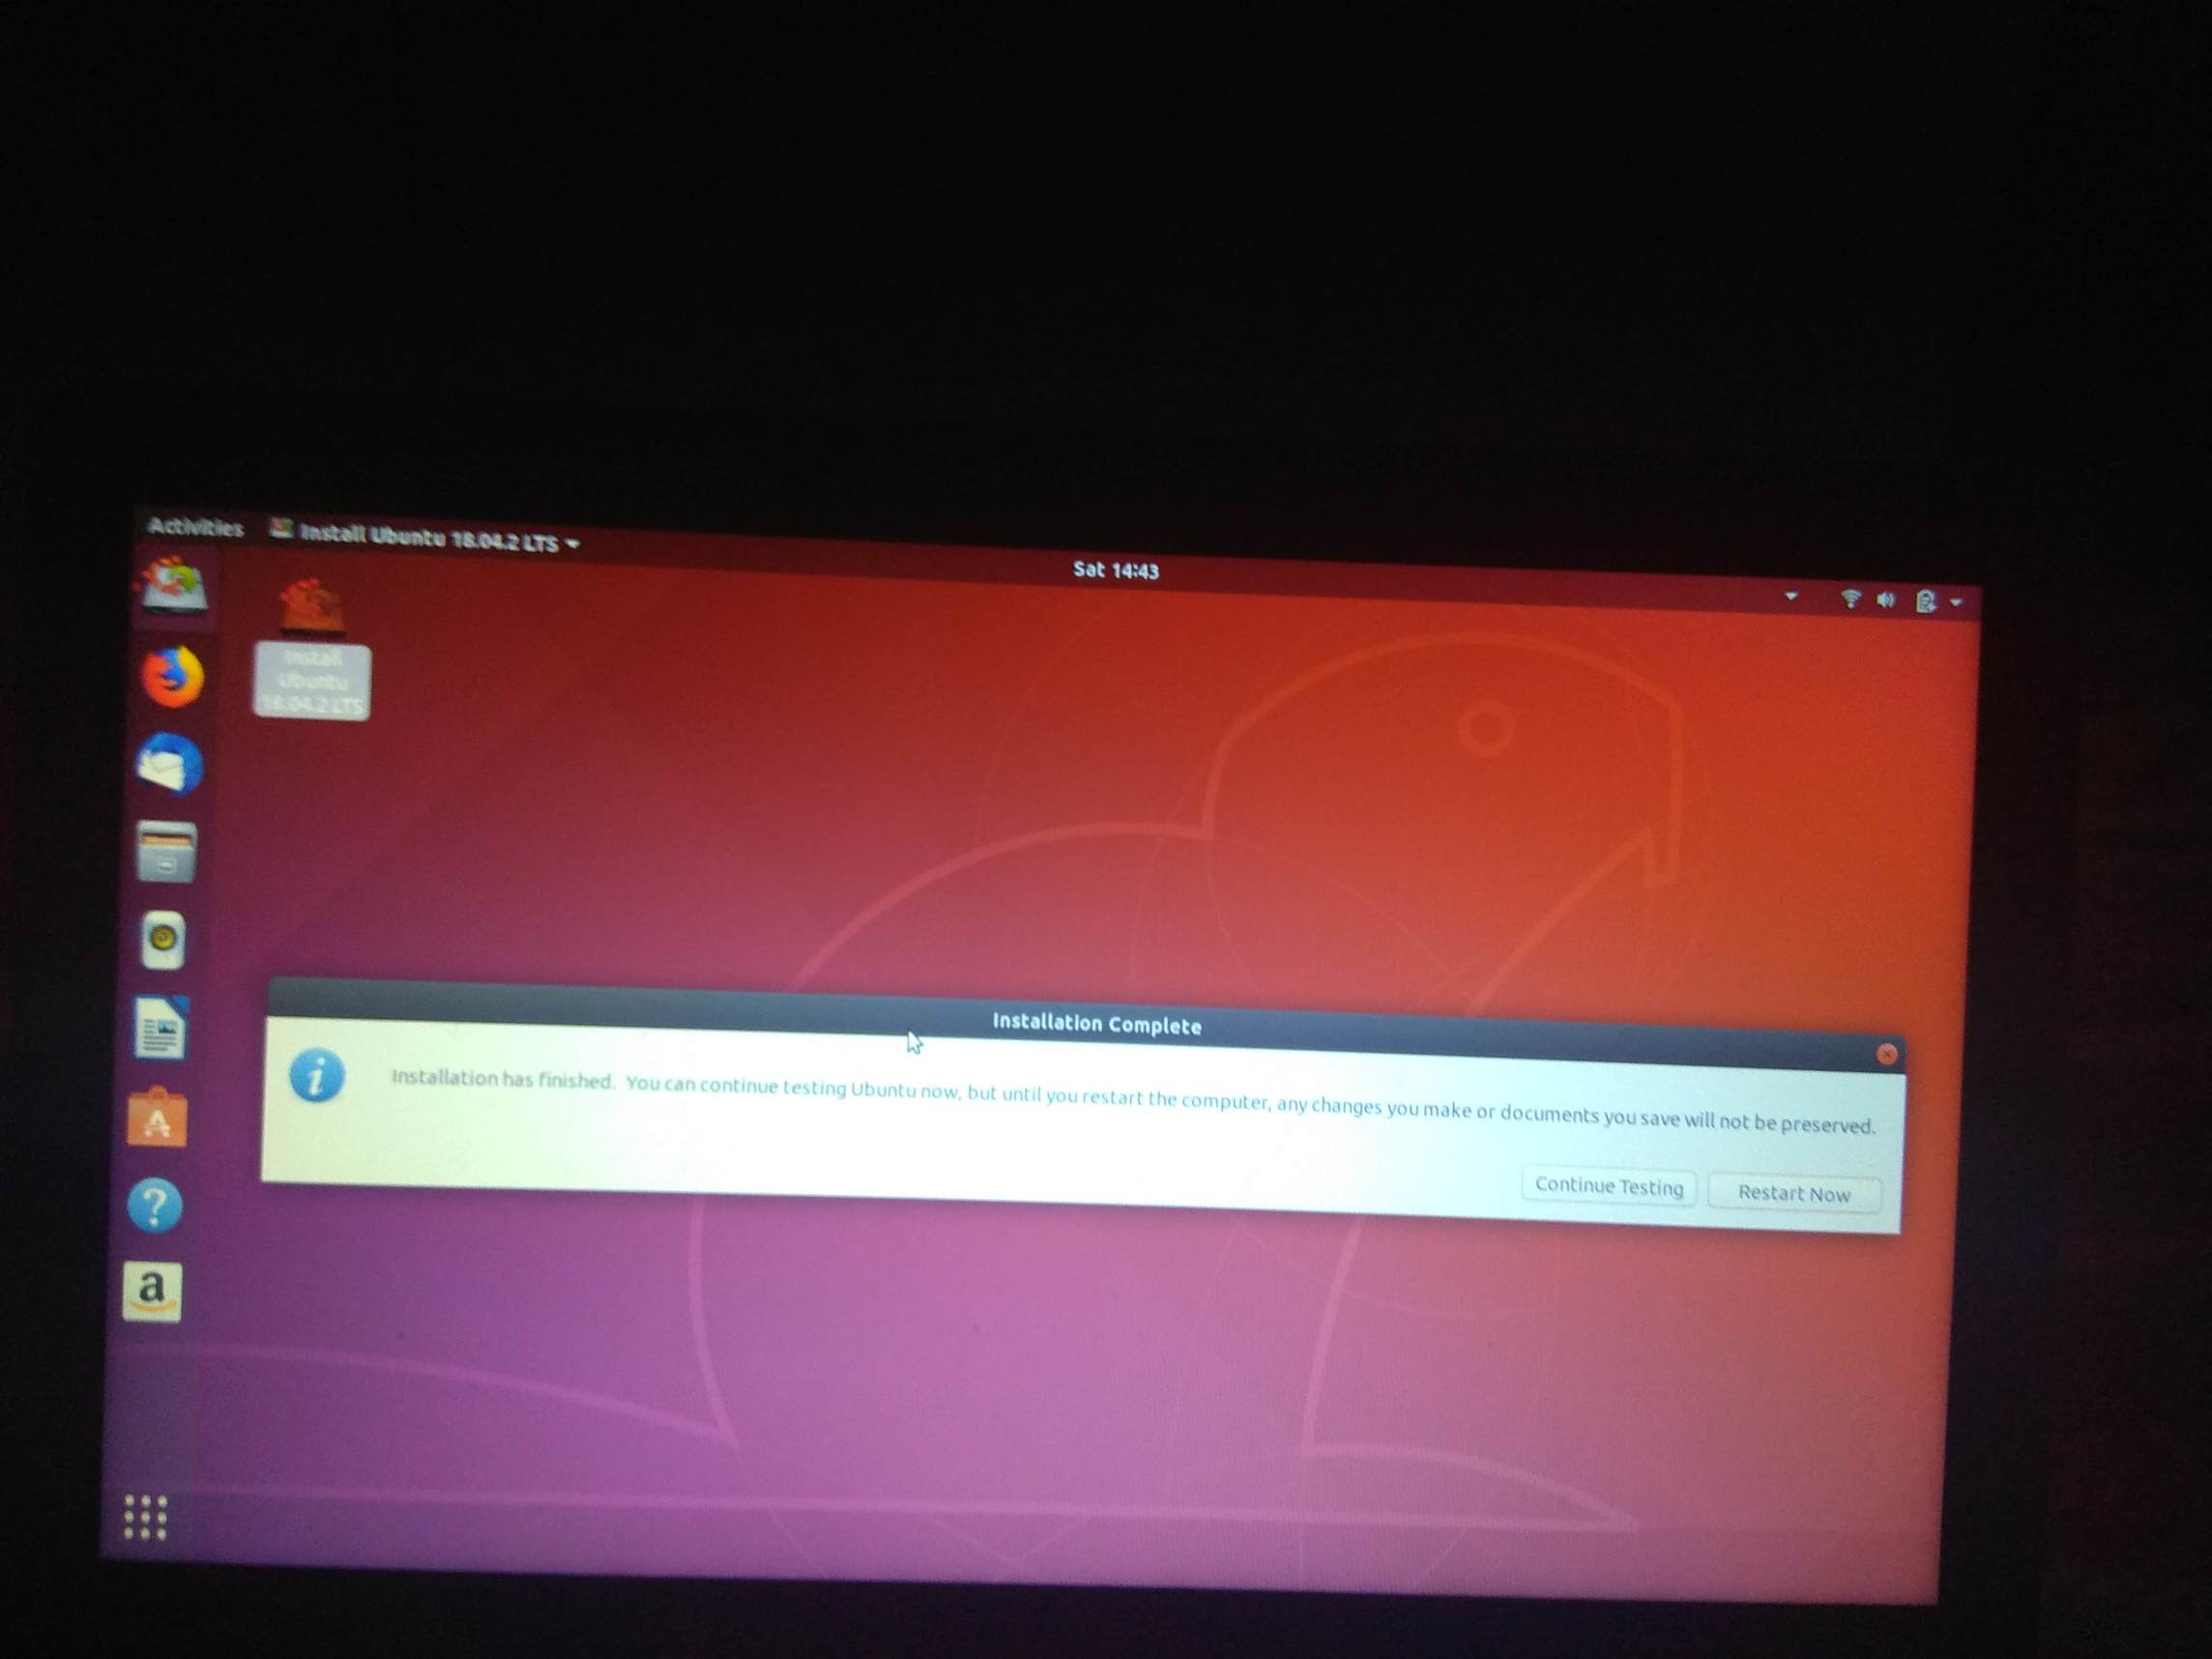 Activities Install Ubuntu 18.04.2 LTS
Sat 14:43
Install
Ubuntu
18.04.2 LTS
Installation Complete
Installation has finished. You can continue testing Ubuntu now, but until you restart the computer, any changes you make or documents you save will not be preserved.
Continue Testing Restart Now
A
?
a